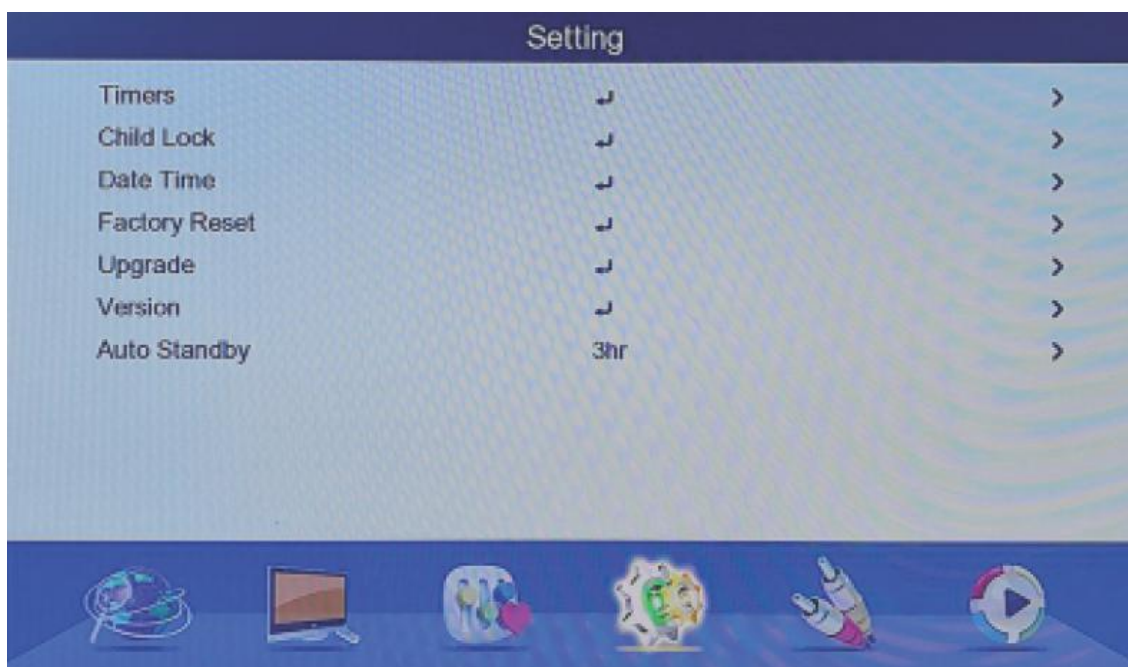 Setting
Timers
Child Lock
Date Time
Factory Reset
Upgrade
Version
Auto Standby 3hr